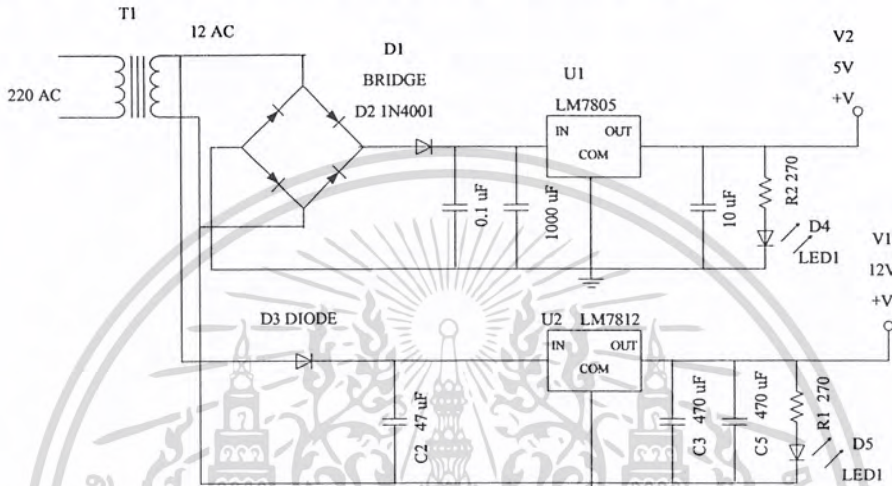 T1
12 AC
220 AC
D1
BRIDGE
D2 1N4001
U1
LM7805
IN OUT
COM
0.1 uF
1000 uF
10 uF
R2 270
D4
LED1
V2
5V
+V
D3 DIODE
U2 LM7812
IN OUT
COM
C2 47 uF
C3 470 uF
C5 470 uF
R1 270
D5
LED1
V1
12V
+V